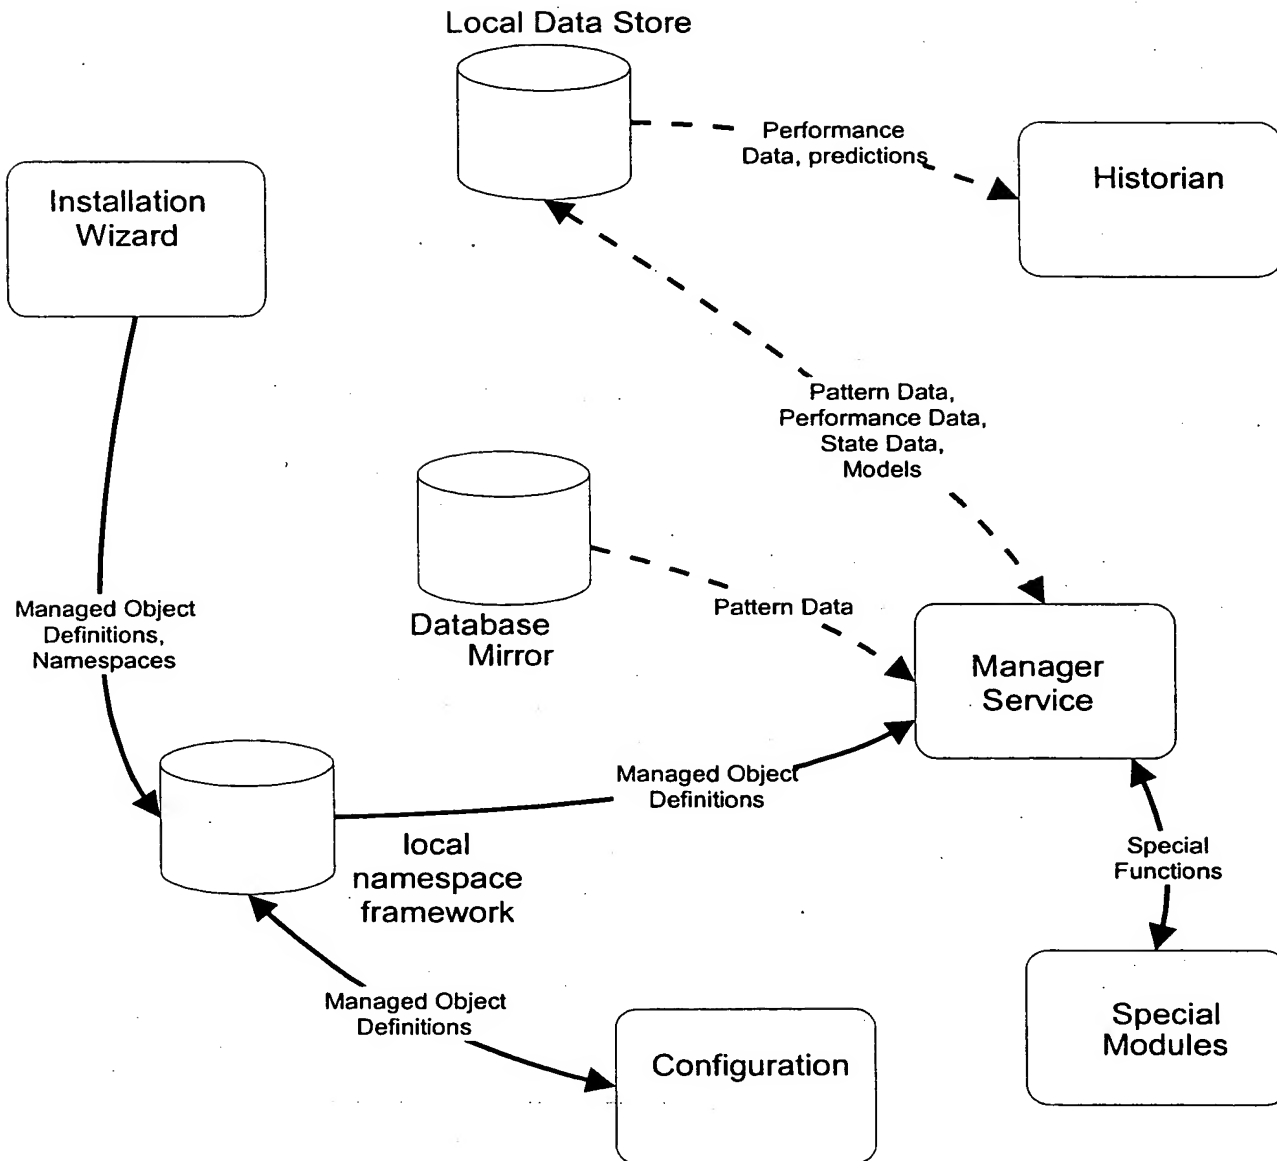 Local Data Store
Performance
Data, predictions
Historian
Installation
Wizard
Pattern Data,
Performance Data,
State Data,
Models
Database
Mirror
Pattern Data
Managed Object
Definitions,
Namespaces
Manager
Service
Managed Object
Definitions
local
namespace
framework
Special
Functions
Managed Object
Definitions
Configuration
Special
Modules